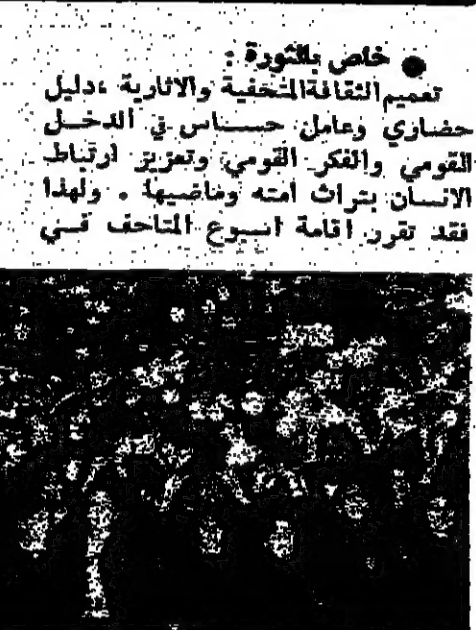 ● خاص بالثورة :
تعميم الثقافة المتحفية والاثارية ،دليل
حضاري وعامل حساس في الدخل
القومي والفكر القومي وتعزيز ارتباط
الانسان بتراث امته وماضيها . ولهذا
فقد تقرر اقامة اسبوع المتاحف في